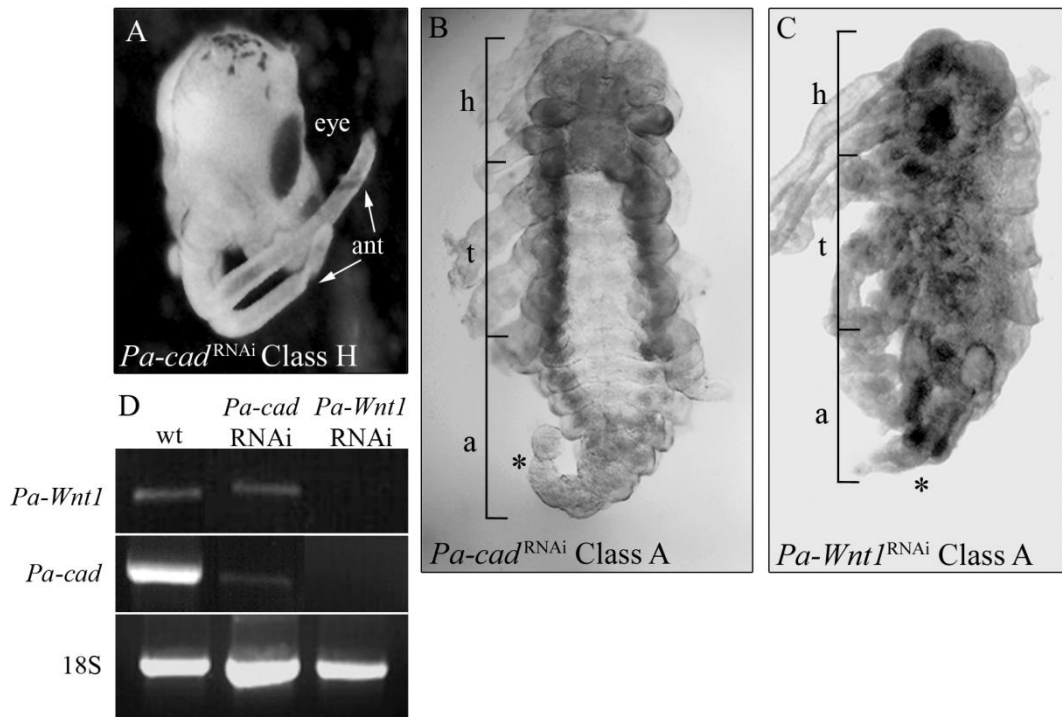 A
eye
ant
Pa-cad RNAi Class H
B
h
t
a
*
Pa-cad RNAi Class A
C
h
t
a
*
Pa-Wnt1 RNAi Class A
D
wt
Pa-cad
RNAi
Pa-Wnt1
RNAi
Pa-Wnt1
Pa-cad
18S